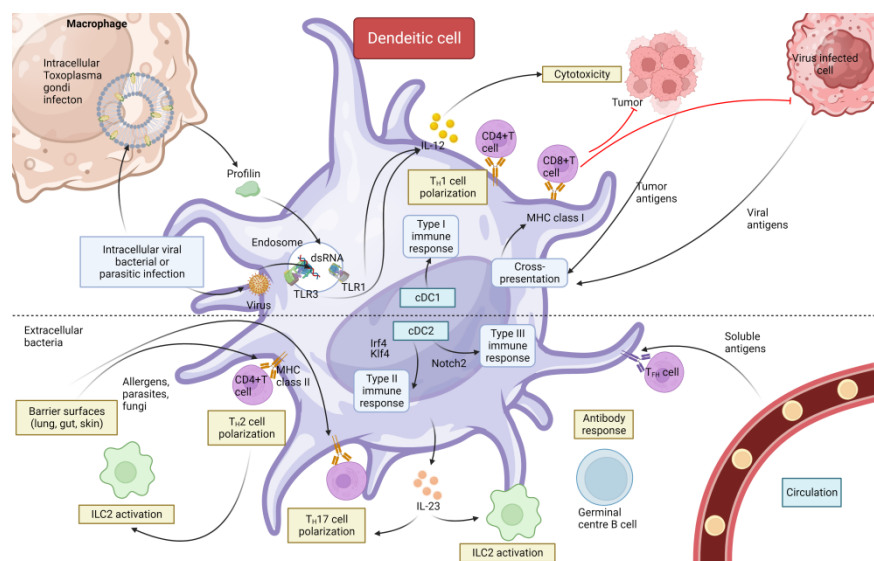 Macrophage
Dendeitic cell
Intracellular
Toxoplasma
gondi
infecton
Cytotoxicity
Virus infected
cell
Tumor
IL-12
CD4+T
cell
CD8+T
cell
Profilin
TH1 cell
polarization
Tumor
antigens
MHC class I
Viral
antigens
Endosome
dsRNA
TLR3
TLR1
Type I
immune
response
Intracellular viral
bacterial or
parasitic infection
Cross-
presentation
Virus
cDC1
Extracellular
bacteria
cDC2
Irf4
Klf4
Notch2
Type III
immune
response
Soluble
antigens
MHC
class II
CD4+T
cell
TFH cell
Allergens,
parasites,
fungi
Type II
immune
response
Barrier surfaces
(lung, gut, skin)
TH2 cell
polarization
Antibody
response
ILC2 activation
IL-23
TH17 cell
polarization
Germinal
centre B cell
ILC2 activation
Circulation